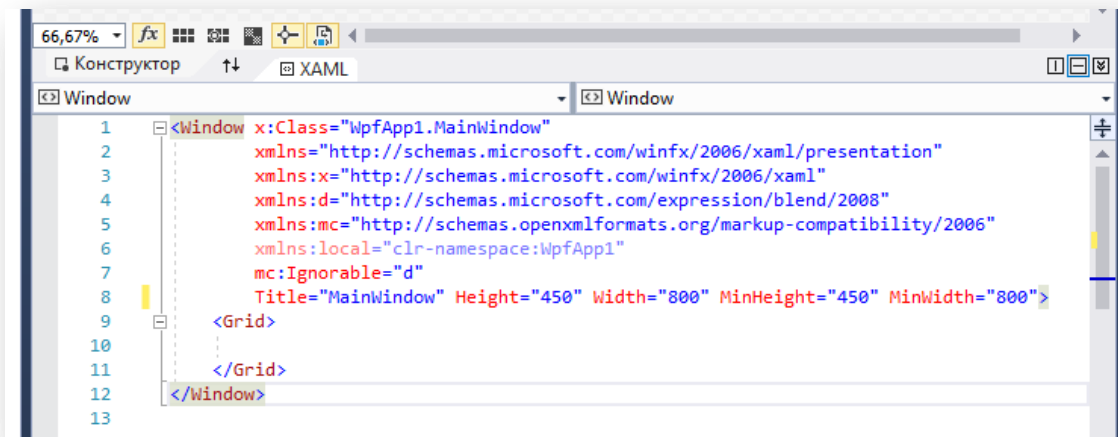 66,67% fx
Конструктор XAML
Window Window
1 <Window x:Class="WpfApp1.MainWindow"
2 xmlns="http://schemas.microsoft.com/winfx/2006/xaml/presentation"
3 xmlns:x="http://schemas.microsoft.com/winfx/2006/xaml"
4 xmlns:d="http://schemas.microsoft.com/expression/blend/2008"
5 xmlns:mc="http://schemas.openxmlformats.org/markup-compatibility/2006"
6 xmlns:local="clr-namespace:WpfApp1"
7 mc:Ignorable="d"
8 Title="MainWindow" Height="450" Width="800" MinHeight="450" MinWidth="800">
9 <Grid>
10
11 </Grid>
12 </Window>
13